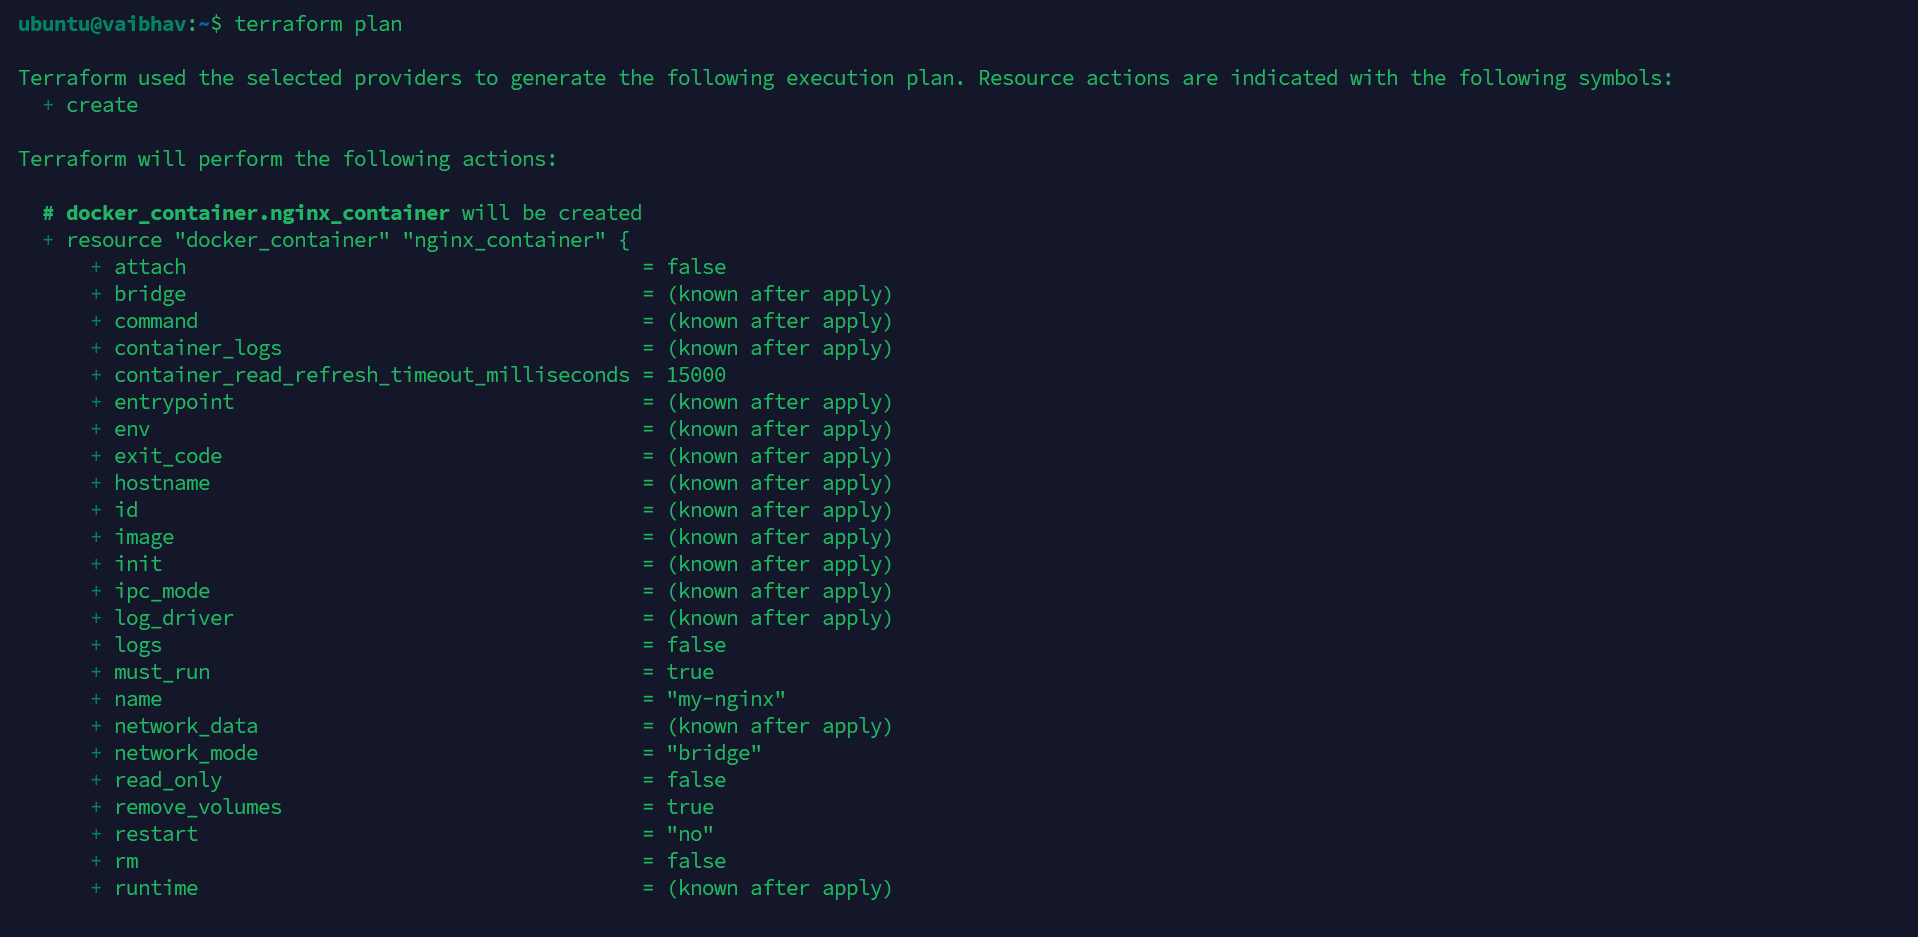 ubuntu@vaibhav:~$ terraform plan
Terraform used the selected providers to generate the following execution plan. Resource actions are indicated with the following symbols:
  + create
Terraform will perform the following actions:
  # docker_container.nginx_container will be created
  + resource "docker_container" "nginx_container" {
      + attach                                      = false
      + bridge                                      = (known after apply)
      + command                                     = (known after apply)
      + container_logs                              = (known after apply)
      + container_read_refresh_timeout_milliseconds = 15000
      + entrypoint                                  = (known after apply)
      + env                                         = (known after apply)
      + exit_code                                   = (known after apply)
      + hostname                                    = (known after apply)
      + id                                          = (known after apply)
      + image                                       = (known after apply)
      + init                                        = (known after apply)
      + ipc_mode                                    = (known after apply)
      + log_driver                                  = (known after apply)
      + logs                                        = false
      + must_run                                    = true
      + name                                        = "my-nginx"
      + network_data                                = (known after apply)
      + network_mode                                = "bridge"
      + read_only                                   = false
      + remove_volumes                              = true
      + restart                                     = "no"
      + rm                                          = false
      + runtime                                     = (known after apply)